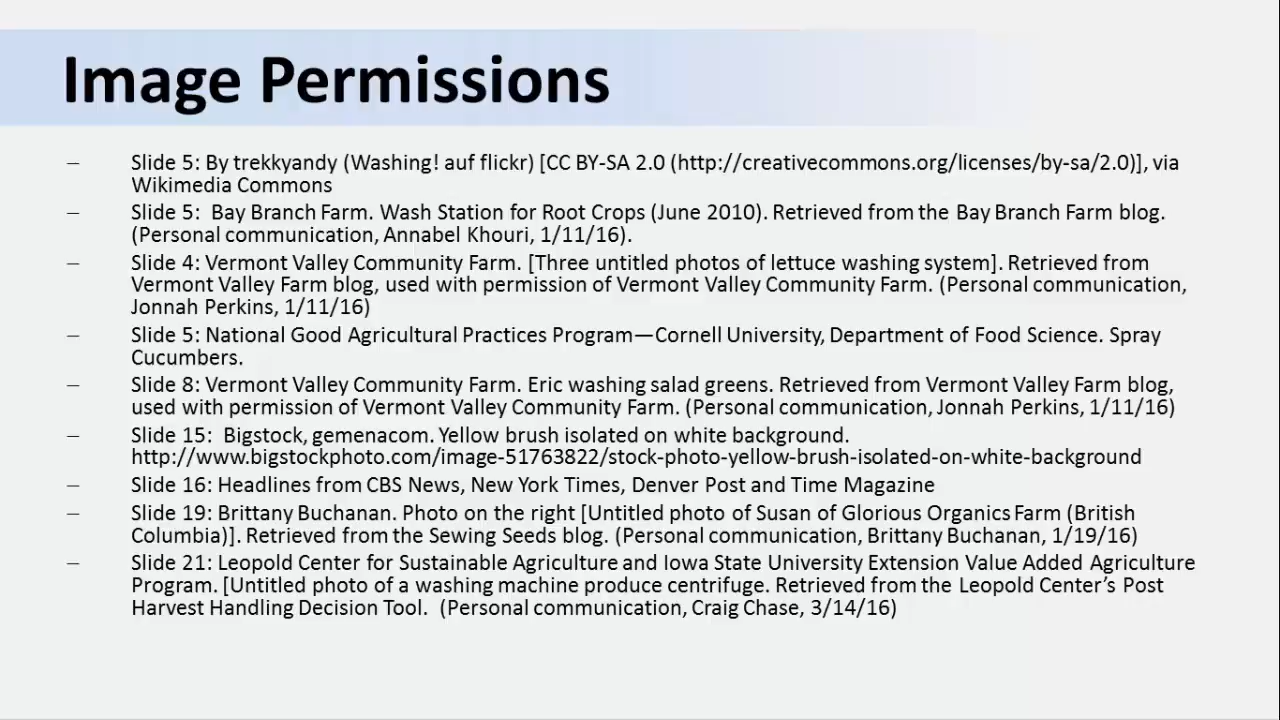 Image Permissions
– Slide 5: By trekkyandy (Washing! auf flickr) [CC BY-SA 2.0 (http://creativecommons.org/licenses/by-sa/2.0)], via
Wikimedia Commons
– Slide 5:  Bay Branch Farm. Wash Station for Root Crops (June 2010). Retrieved from the Bay Branch Farm blog.
(Personal communication, Annabel Khouri, 1/11/16).
– Slide 4: Vermont Valley Community Farm. [Three untitled photos of lettuce washing system]. Retrieved from
Vermont Valley Farm blog, used with permission of Vermont Valley Community Farm. (Personal communication,
Jonnah Perkins, 1/11/16)
– Slide 5: National Good Agricultural Practices Program—Cornell University, Department of Food Science. Spray
Cucumbers.
– Slide 8: Vermont Valley Community Farm. Eric washing salad greens. Retrieved from Vermont Valley Farm blog,
used with permission of Vermont Valley Community Farm. (Personal communication, Jonnah Perkins, 1/11/16)
– Slide 15:  Bigstock, gemenacom. Yellow brush isolated on white background.
http://www.bigstockphoto.com/image-51763822/stock-photo-yellow-brush-isolated-on-white-background
– Slide 16: Headlines from CBS News, New York Times, Denver Post and Time Magazine
– Slide 19: Brittany Buchanan. Photo on the right [Untitled photo of Susan of Glorious Organics Farm (British
Columbia)]. Retrieved from the Sewing Seeds blog. (Personal communication, Brittany Buchanan, 1/19/16)
– Slide 21: Leopold Center for Sustainable Agriculture and Iowa State University Extension Value Added Agriculture
Program. [Untitled photo of a washing machine produce centrifuge. Retrieved from the Leopold Center’s Post
Harvest Handling Decision Tool.  (Personal communication, Craig Chase, 3/14/16)